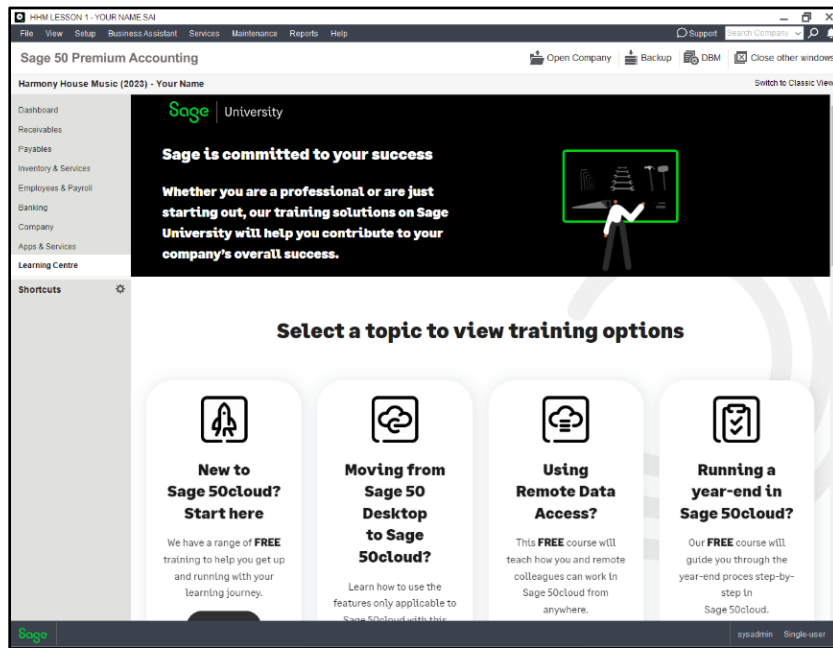 HHM LESSON 1 - YOUR NAME.SAI
File View Setup Business Assistant Services Maintenance Reports Help
Support
Search Company
Sage 50 Premium Accounting
Open Company
Backup
DBM
Close other windows
Harmony House Music (2023) - Your Name
Switch to Classic View
Dashboard
Receivables
Payables
Inventory & Services
Employees & Payroll
Banking
Company
Apps & Services
Learning Centre
Shortcuts
Sage University
Sage is committed to your success
Whether you are a professional or are just
starting out, our training solutions on Sage
University will help you contribute to your
company's overall success.
Select a topic to view training options
New to
Sage 50cloud?
Start here
We have a range of FREE
training to help you get up
and running with your
learning journey.
Moving from
Sage 50
Desktop
to Sage
50cloud?
Learn how to use the
features only applicable to
Sage 50cloud with this
Using
Remote Data
Access?
This FREE course will
teach how you and remote
colleagues can work in
Sage 50cloud from
anywhere.
Running a
year-end in
Sage 50cloud?
Our FREE course will
guide you through the
year-end proces step-by-
step in
Sage 50cloud.
Sage
sysadmin Single-user